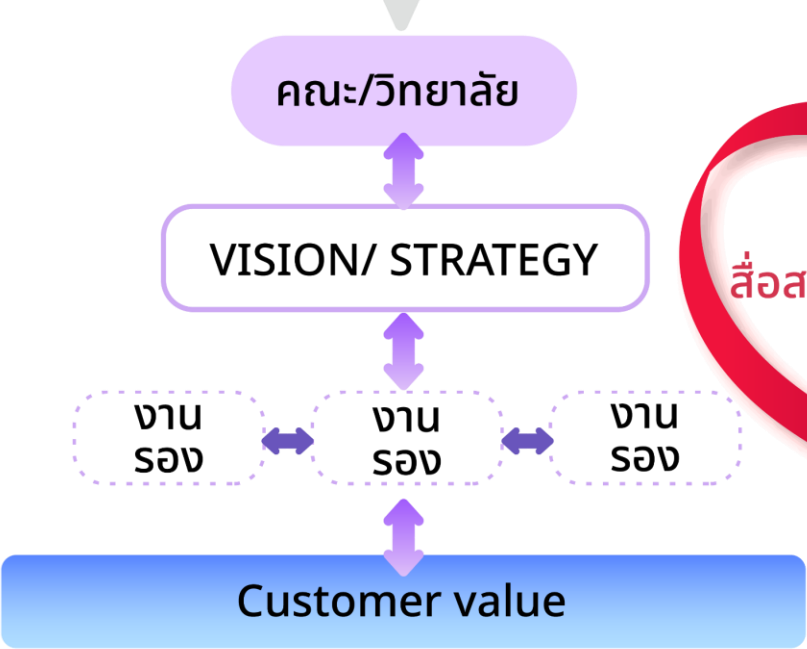 คณะ/วิทยาลัย
VISION/ STRATEGY
สื่อส
งาน
รอง
งาน
รอง
งาน
รอง
Customer value